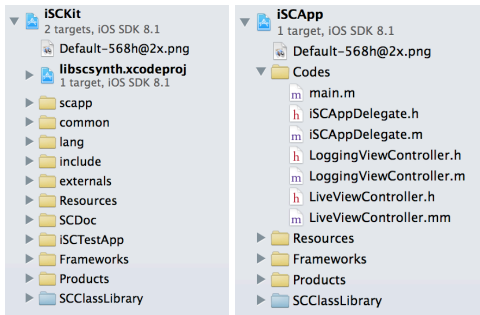 iSCKit
2 targets, iOS SDK 8.1
Default-568h@2x.png
libscsynth.xcodeproj
1 target, iOS SDK 8.1
scapp
common
lang
include
externals
Resources
SCDoc
iSCTestApp
Frameworks
Products
SCClassLibrary
iSCApp
1 target, iOS SDK 8.1
Default-568h@2x.png
Codes
m main.m
h iSCAppDelegate.h
m iSCAppDelegate.m
h LoggingViewController.h
m LoggingViewController.m
h LiveViewController.h
m LiveViewController.mm
Resources
Frameworks
Products
SCClassLibrary